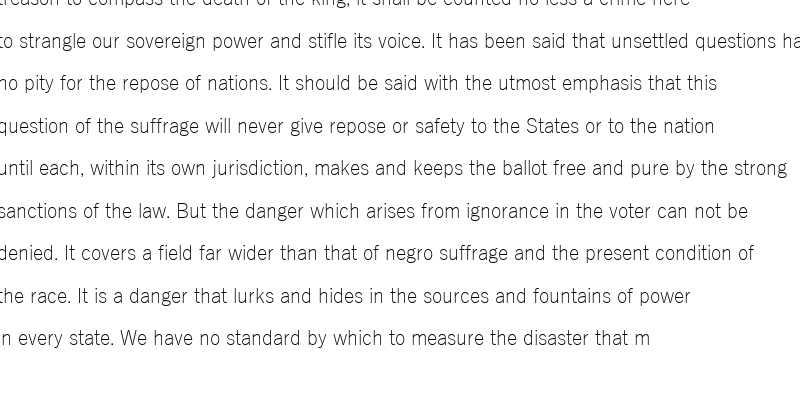 treason to compass the death of the king, it shall be counted no less a crime here
to strangle our sovereign power and stifle its voice. It has been said that unsettled questions ha
no pity for the repose of nations. It should be said with the utmost emphasis that this
question of the suffrage will never give repose or safety to the States or to the nation
until each, within its own jurisdiction, makes and keeps the ballot free and pure by the strong
sanctions of the law. But the danger which arises from ignorance in the voter can not be
denied. It covers a field far wider than that of negro suffrage and the present condition of
the race. It is a danger that lurks and hides in the sources and fountains of power
in every state. We have no standard by which to measure the disaster that m